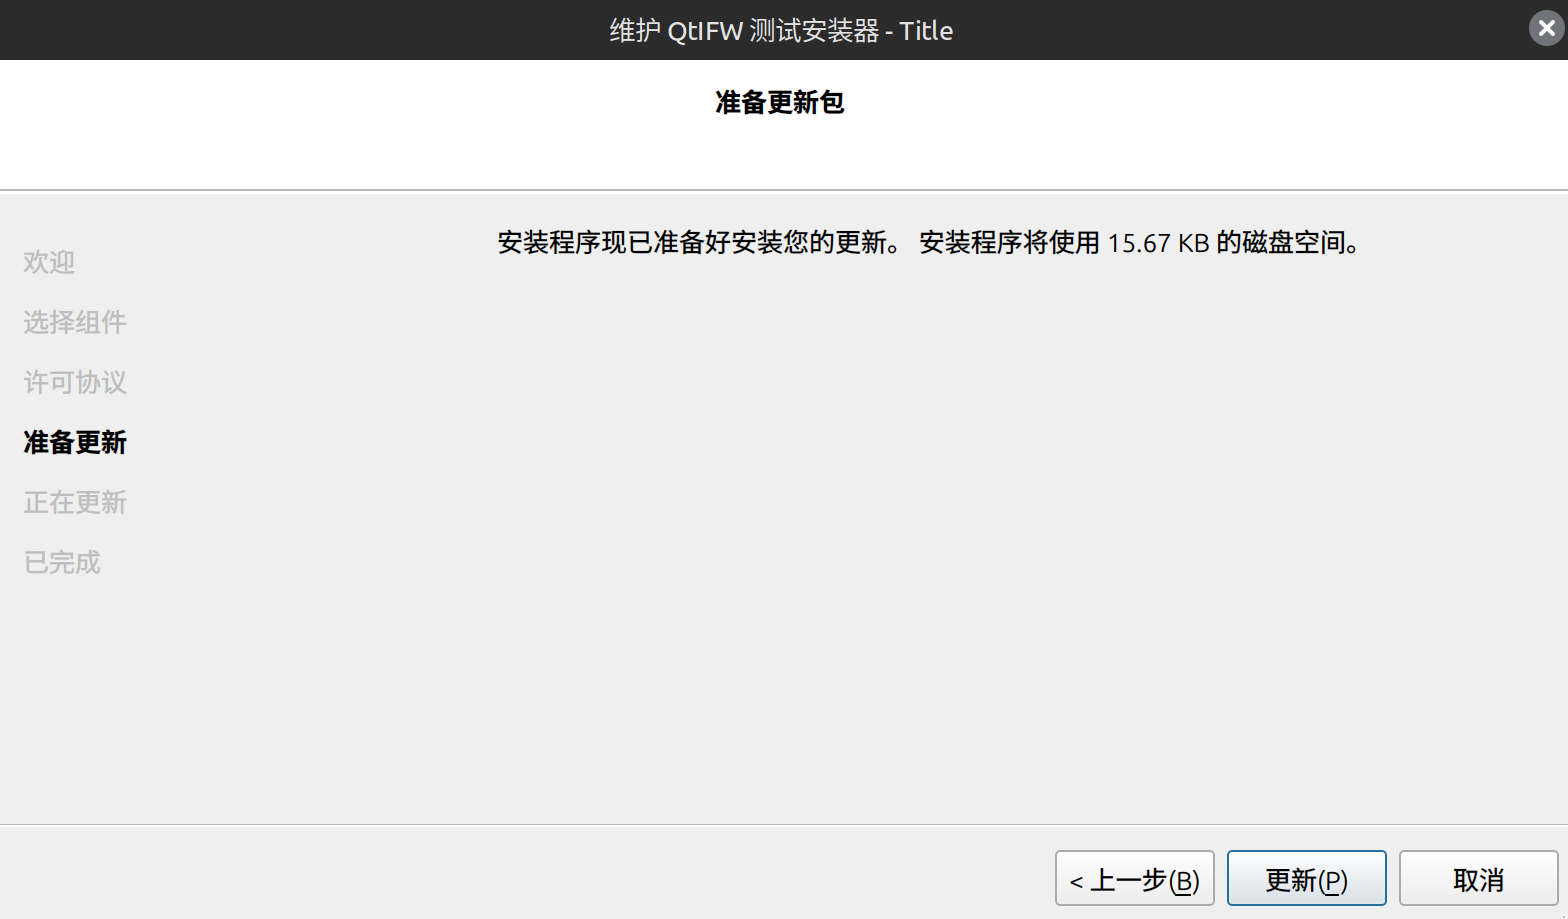 维护 QtIFW 测试安装器 - Title
准备更新包
安装程序现已准备好安装您的更新。 安装程序将使用 15.67 KB 的磁盘空间。
欢迎
选择组件
许可协议
准备更新
正在更新
已完成
< 上一步(B)
更新(P)
取消